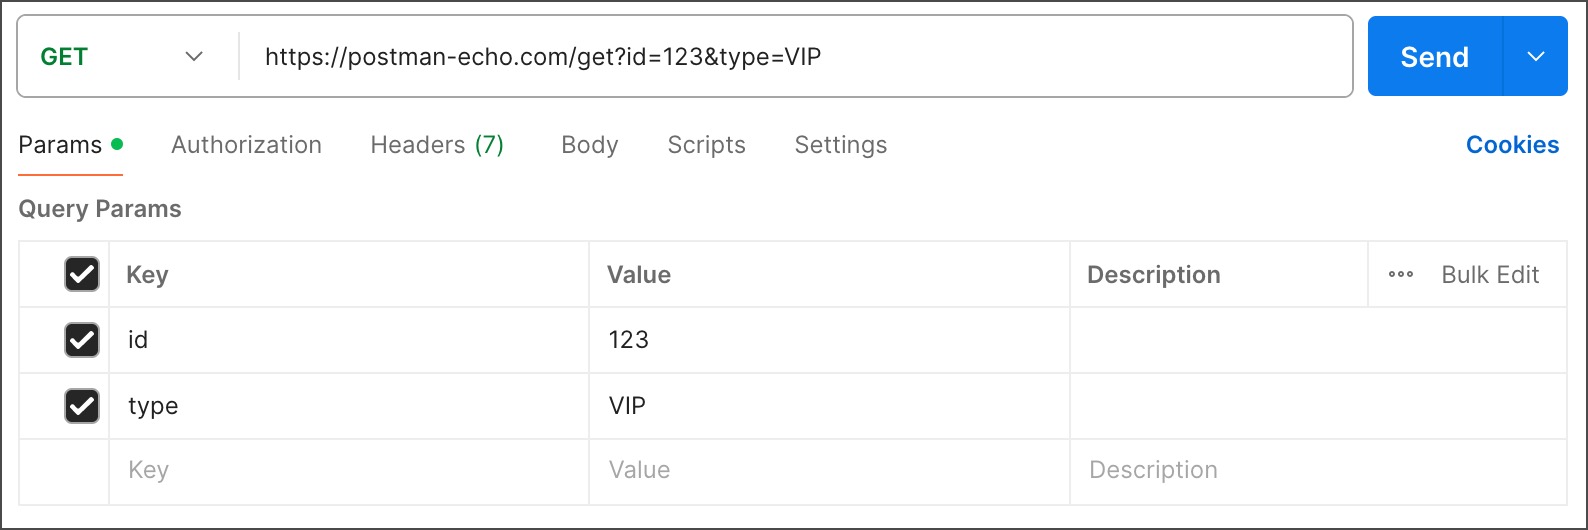 GET https://postman-echo.com/get?id=123&type=VIP Send
Params Authorization Headers (7) Body Scripts Settings Cookies
Query Params
Key Value Description Bulk Edit
id 123
type VIP
Key Value Description